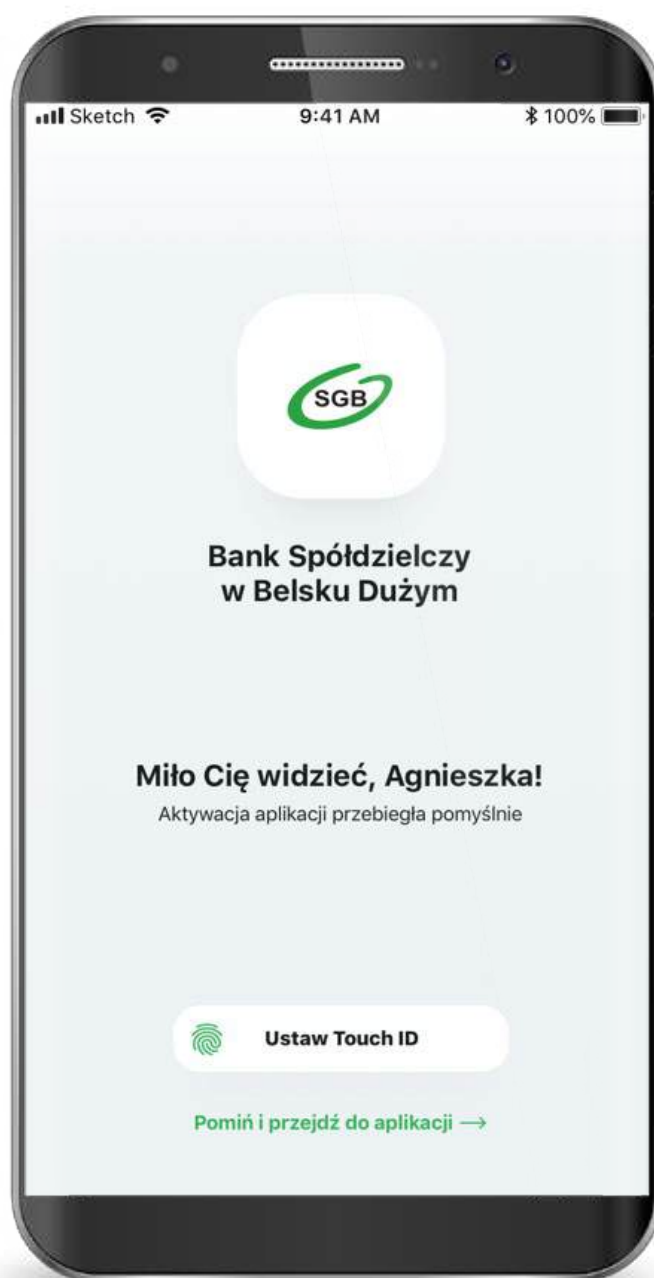 Sketch 9:41 AM 100%
SGB
Bank Spółdzielczy
w Belsku Dużym
Miło Cię widzieć, Agnieszka!
Aktywacja aplikacji przebiegła pomyślnie
Ustaw Touch ID
Pomiń i przejdź do aplikacji →